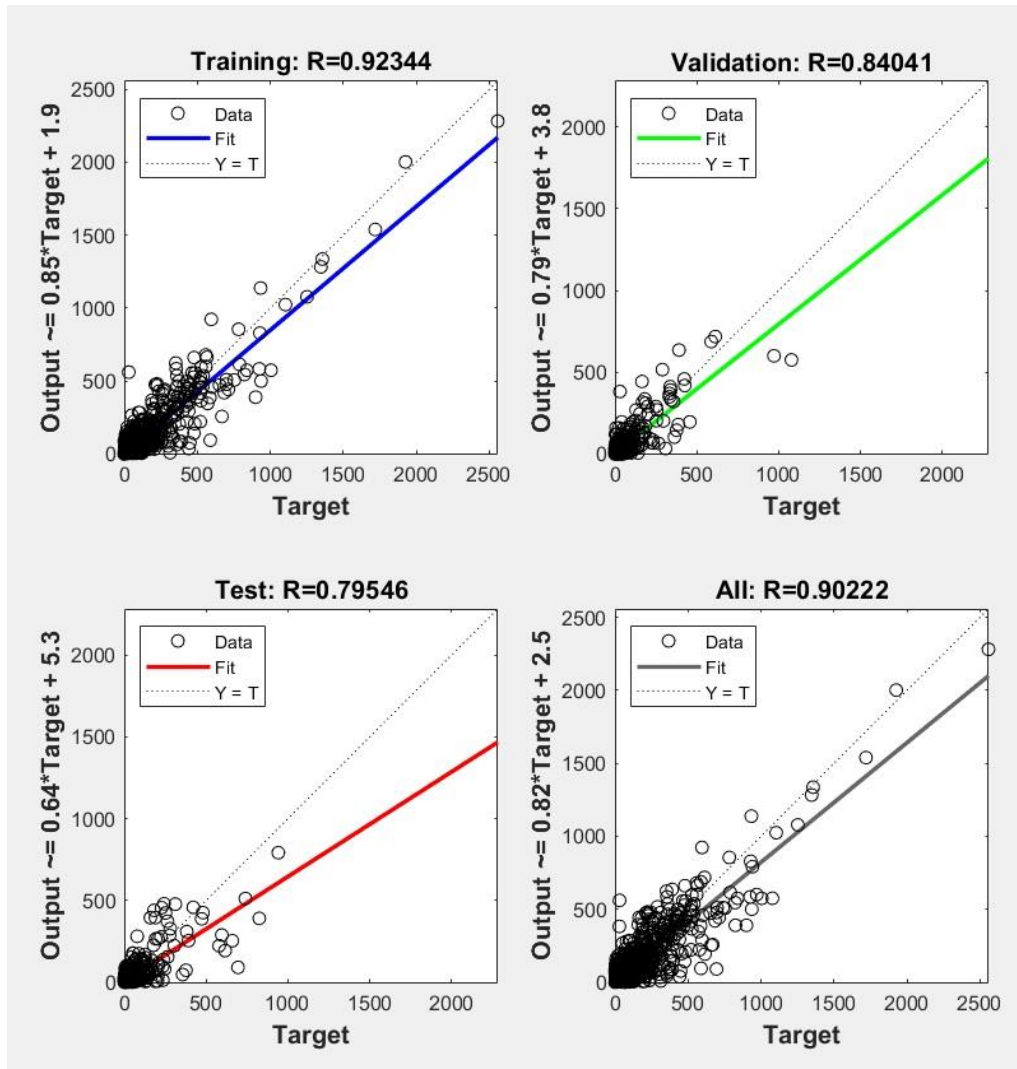 Training: R=0.92344
Output ~= 0.85*Target + 1.9
2500
2000
1500
1000
500
0
Data
Fit
Y = T
0 500 1000 1500 2000 2500
Target
Validation: R=0.84041
Output ~= 0.79*Target + 3.8
2000
1500
1000
500
0
Data
Fit
Y = T
0 500 1000 1500 2000
Target
Test: R=0.79546
Output ~= 0.64*Target + 5.3
2000
1500
1000
500
0
Data
Fit
Y = T
0 500 1000 1500 2000
Target
All: R=0.90222
Output ~= 0.82*Target + 2.5
2500
2000
1500
1000
500
0
Data
Fit
Y = T
0 500 1000 1500 2000 2500
Target